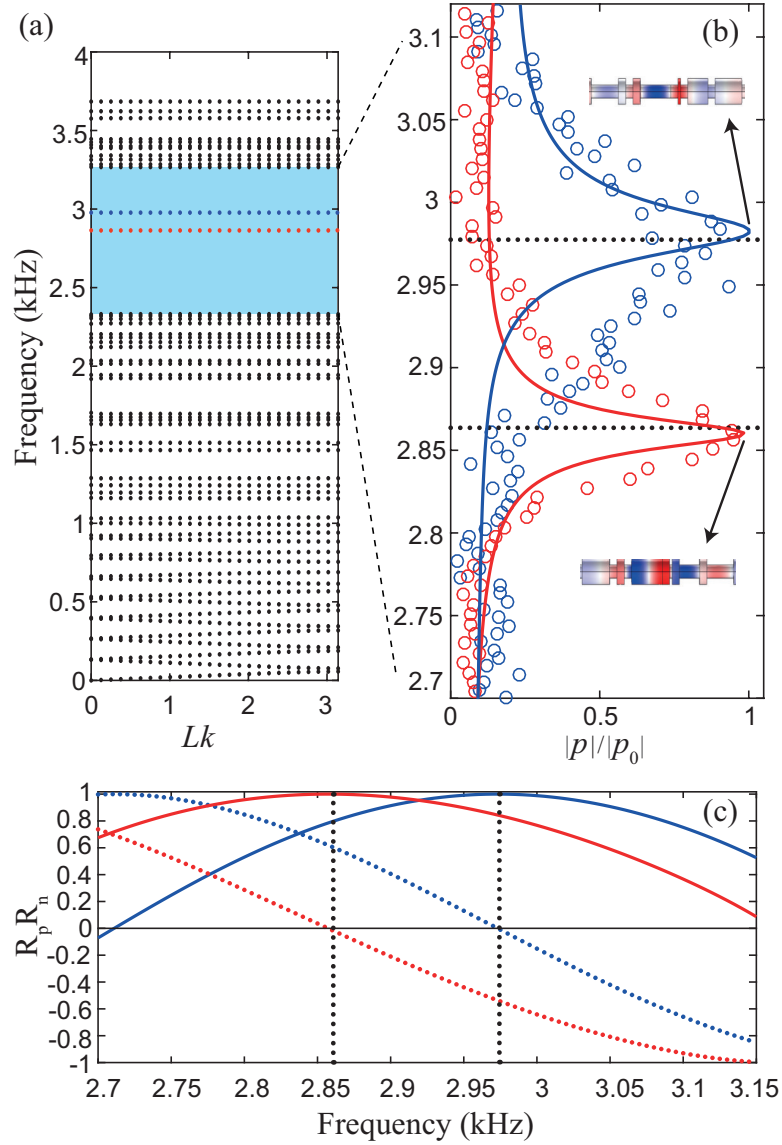 (a)
4
3.5
3
2.5
2
1.5
1
0.5
0
Frequency (kHz)
0 1 2 3
Lk
(b)
3.1
3.05
3
2.95
2.9
2.85
2.8
2.75
2.7
0 0.5 1
|p|/|p₀|
(c)
1
0.8
0.6
0.4
0.2
0
-0.2
-0.4
-0.6
-0.8
-1
RₚRₙ
2.7 2.75 2.8 2.85 2.9 2.95 3 3.05 3.1 3.15
Frequency (kHz)